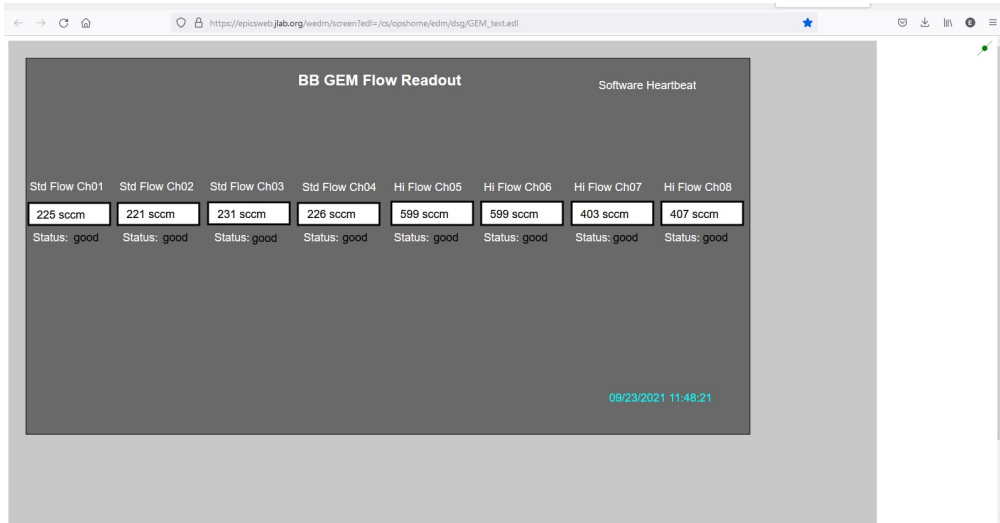 https://epicsweb.jlab.org/wedm/screen?edl=/cs/opshome/edm/dsg/GEM_text.edl
E
BB GEM Flow Readout
Software Heartbeat
Std Flow Ch01 Std Flow Ch02 Std Flow Ch03 Std Flow Ch04 Hi Flow Ch05 Hi Flow Ch06 Hi Flow Ch07 Hi Flow Ch08
225 sccm 221 sccm 231 sccm 226 sccm 599 sccm 599 sccm 403 sccm 407 sccm
Status: good Status: good Status: good Status: good Status: good Status: good Status: good Status: good
09/23/2021 11:48:21